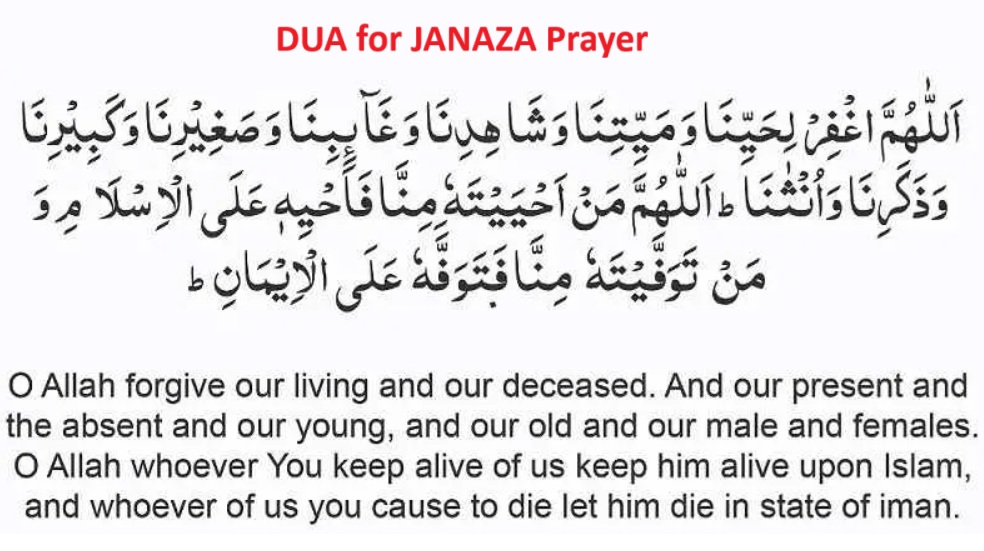 DUA for JANAZA Prayer
اَللّٰهُمَّ اغْفِرْ لِحَيِّنَا وَ مَيِّتِنَا وَ شَاهِدِنَا وَ غَآئِبِنَا وَ صَغِيْرِنَا وَ كَبِيْرِنَا
وَ ذَكَرِنَا وَ اُنْثٰنَا ؕ اَللّٰهُمَّ مَنْ اَحْيَيْتَهٗ مِنَّا فَاَحْيِهٖ عَلَى الْاِسْلَامِ وَ
مَنْ تَوَفَّيْتَهٗ مِنَّا فَتَوَفَّهٗ عَلَى الْاِيْمَانِ ؕ
O Allah forgive our living and our deceased. And our present and
the absent and our young, and our old and our male and females.
O Allah whoever You keep alive of us keep him alive upon Islam,
and whoever of us you cause to die let him die in state of iman.